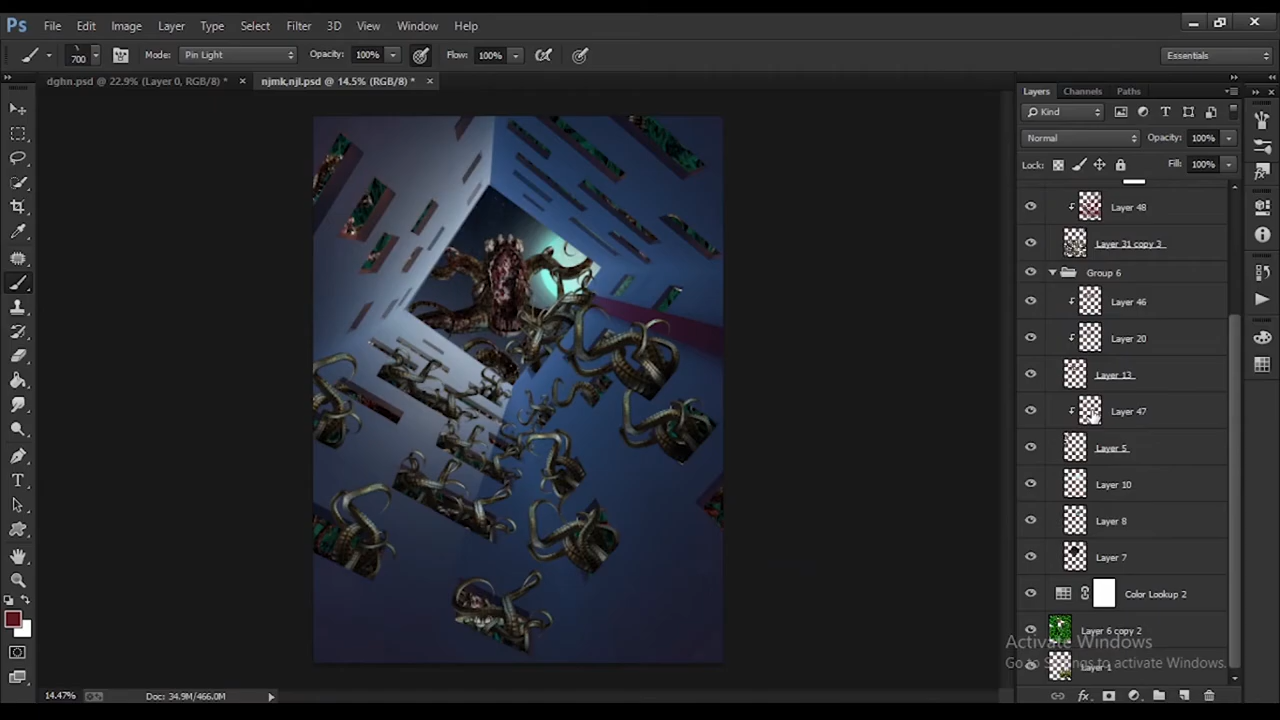 Ps File Edit Image Layer Type Select Filter 3D View Window Help
700 Mode: Pin Light Opacity: 100% Flow: 100% Essentials
dghn.psd @ 22.9% (Layer 0, RGB/8) * × njmk,njl.psd @ 14.5% (RGB/8) * ×
Layers Channels Paths
Kind
Normal Opacity: 100%
Lock: Fill: 100%
Layer 48
Layer 31 copy 3
Group 6
Layer 46
Layer 20
Layer 13
Layer 47
Layer 5
Layer 10
Layer 8
Layer 7
Color Lookup 2
Layer 6 copy 2
Activate Windows
Go to Settings to activate Windows.
Layer 1
14.47% Doc: 34.9M/466.0M